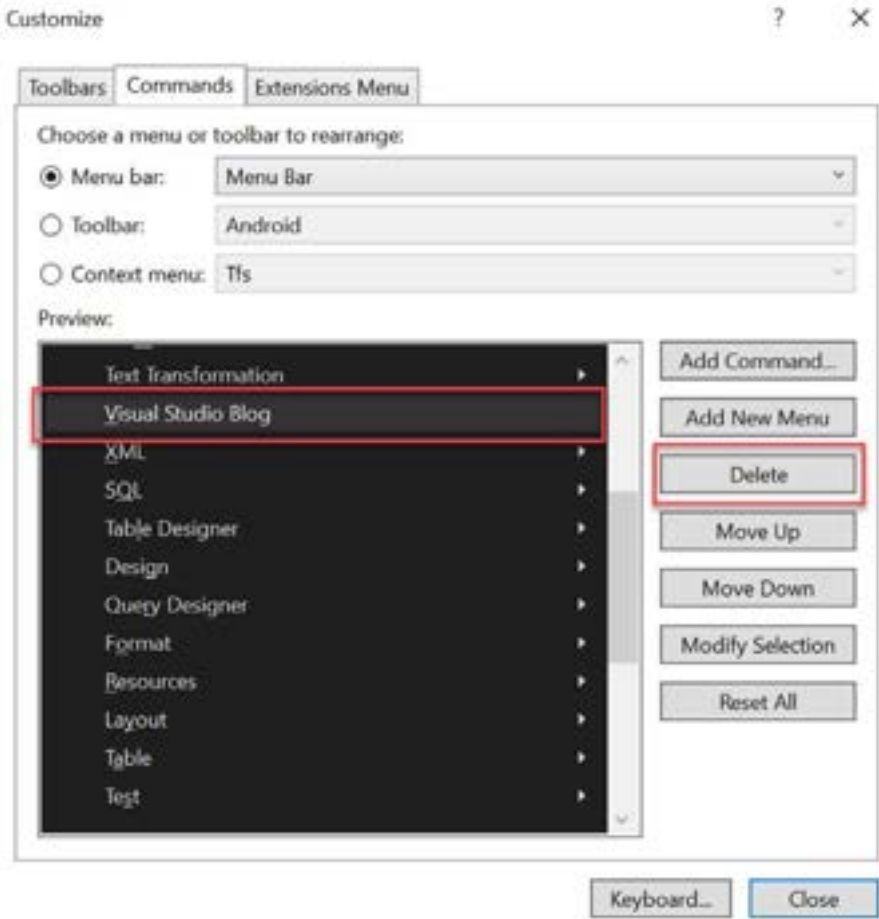 Customize
?
Toolbars Commands Extensions Menu
Choose a menu or toolbar to rearrange:
Menu bar: Menu Bar
Toolbar: Android
Context menu: Tfs
Preview:
Text Transformation
Visual Studio Blog
XML
SQL
Table Designer
Design
Query Designer
Format
Resources
Layout
Table
Test
Add Command...
Add New Menu
Delete
Move Up
Move Down
Modify Selection
Reset All
Keyboard... Close